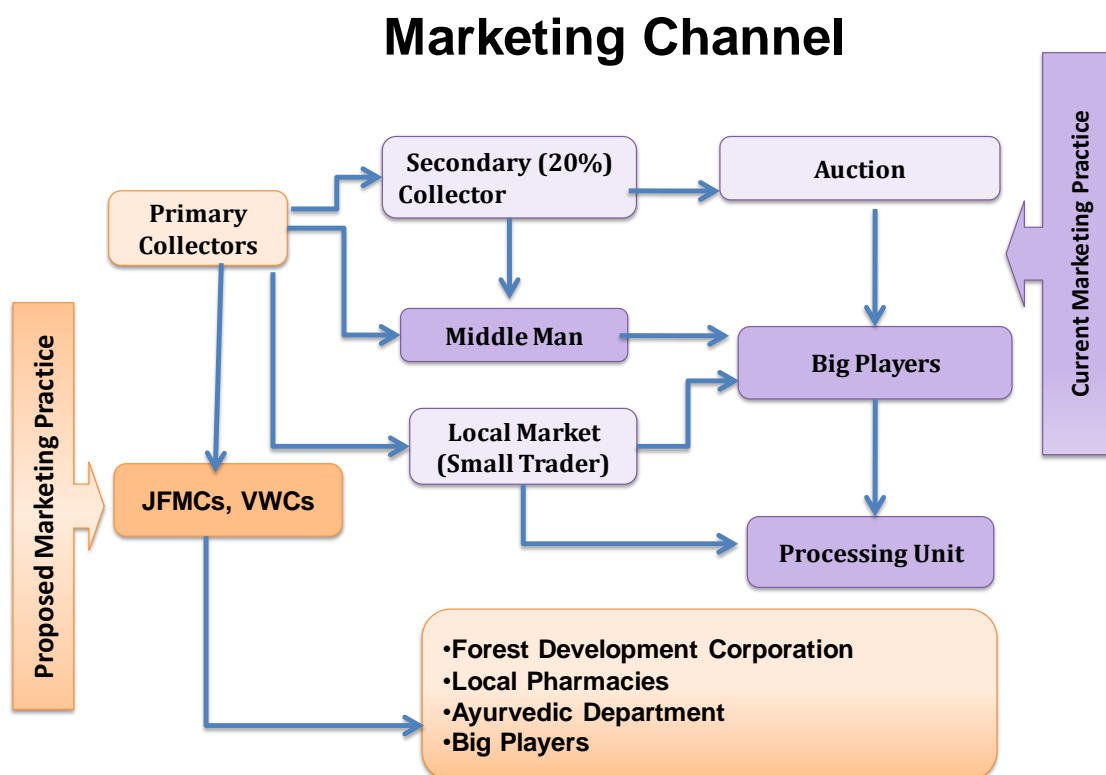 Marketing Channel
Secondary (20%)
Collector
Auction
Primary
Collectors
Current Marketing Practice
Middle Man
Big Players
Proposed Marketing Practice
Local Market
(Small Trader)
JFMCs, VWCs
Processing Unit
•Forest Development Corporation
•Local Pharmacies
•Ayurvedic Department
•Big Players